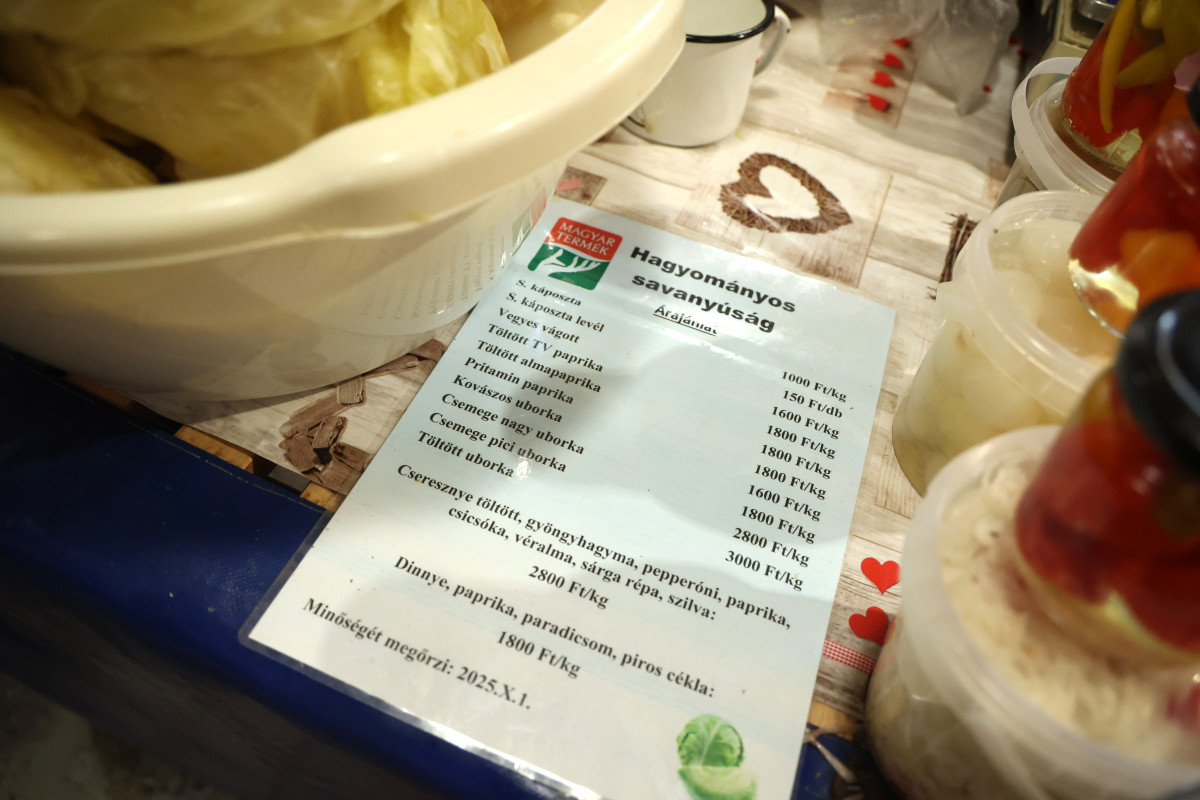 MAGYAR
TERMÉK
Hagyományos
savanyúság
Árajánlat
S. káposzta 1000 Ft/kg
S. káposzta levél 150 Ft/db
Vegyes vágott 1600 Ft/kg
Töltött TV paprika 1800 Ft/kg
Töltött almapaprika 1800 Ft/kg
Pritamin paprika 1800 Ft/kg
Kovászos uborka 1600 Ft/kg
Csemege nagy uborka 1800 Ft/kg
Csemege pici uborka 2800 Ft/kg
Töltött uborka 3000 Ft/kg
Cseresznye töltött, gyöngyhagyma, pepperóni, paprika,
csicsóka, véralma, sárga répa, szilva:
2800 Ft/kg
Dinnye, paprika, paradicsom, piros cékla:
1800 Ft/kg
Minőségét megőrzi: 2025.X.1.